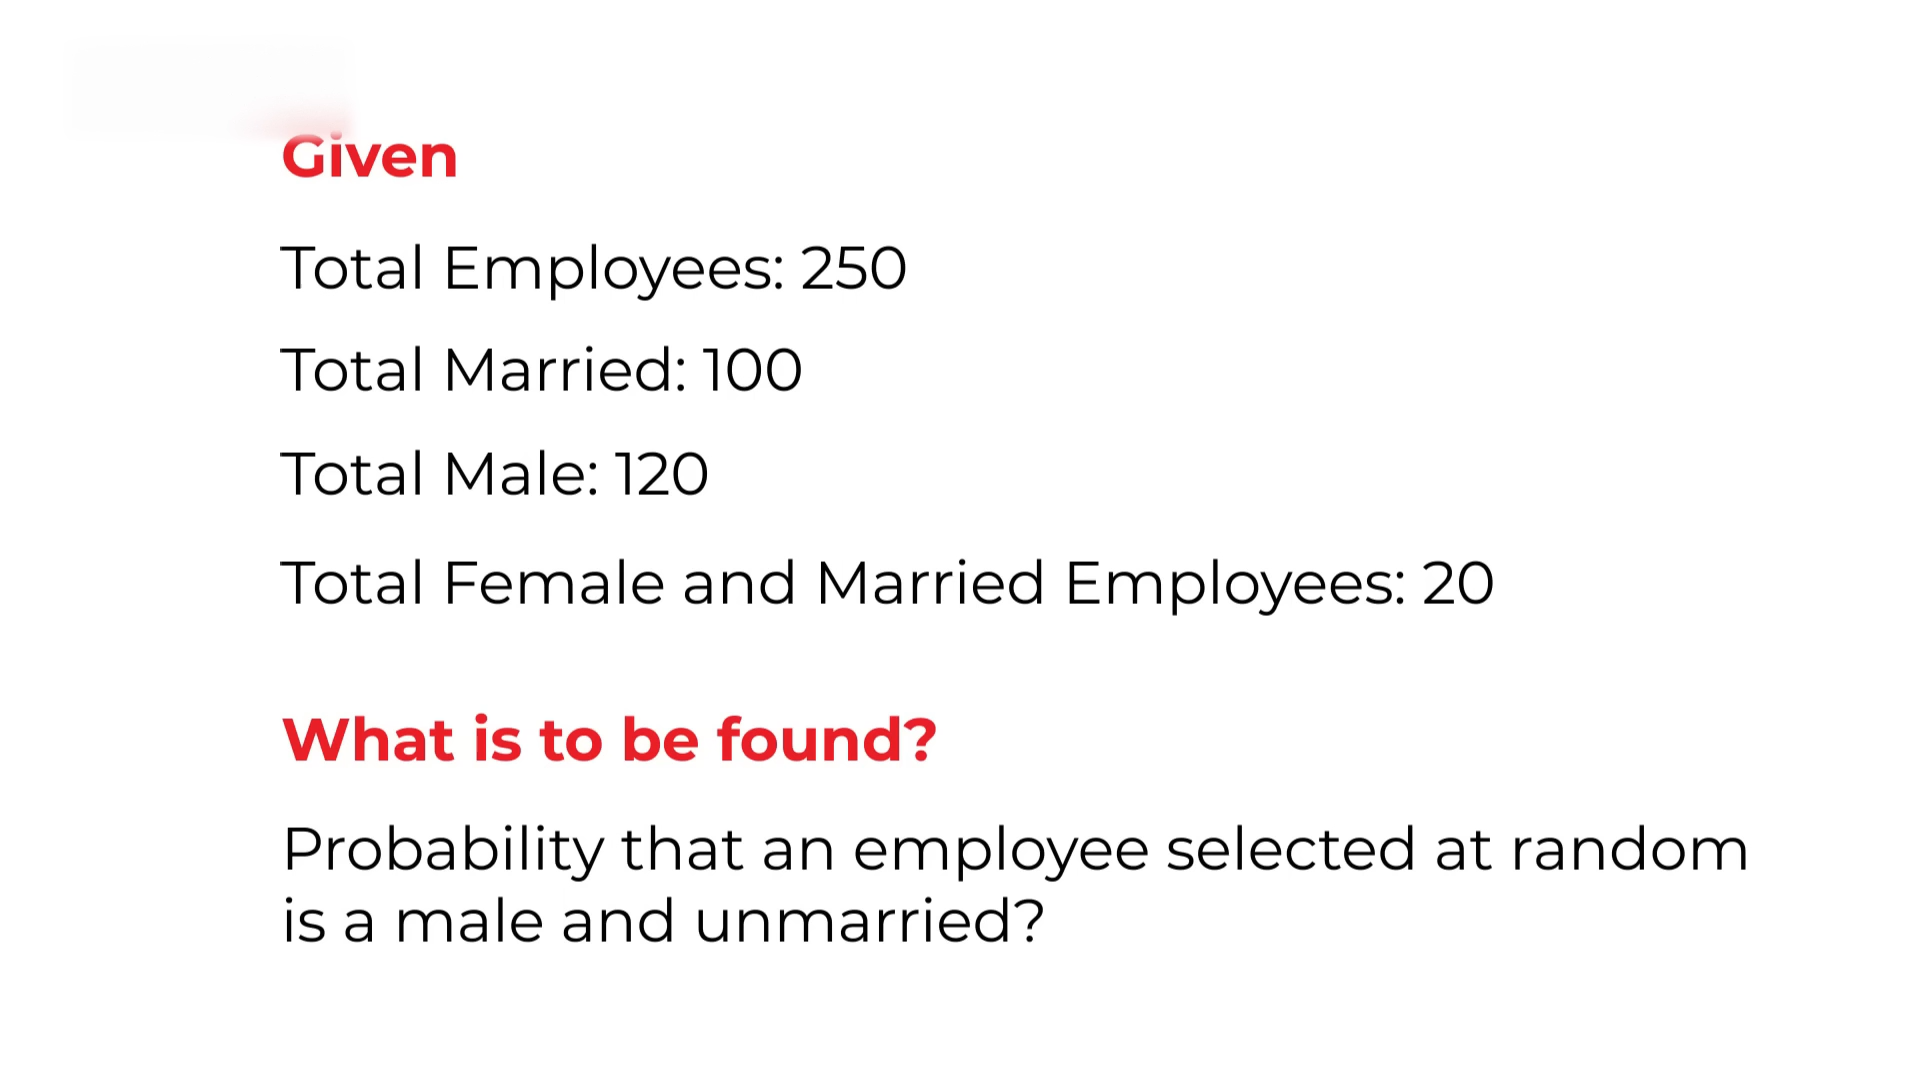 Given
Total Employees: 250
Total Married: 100
Total Male: 120
Total Female and Married Employees: 20
What is to be found?
Probability that an employee selected at random
is a male and unmarried?